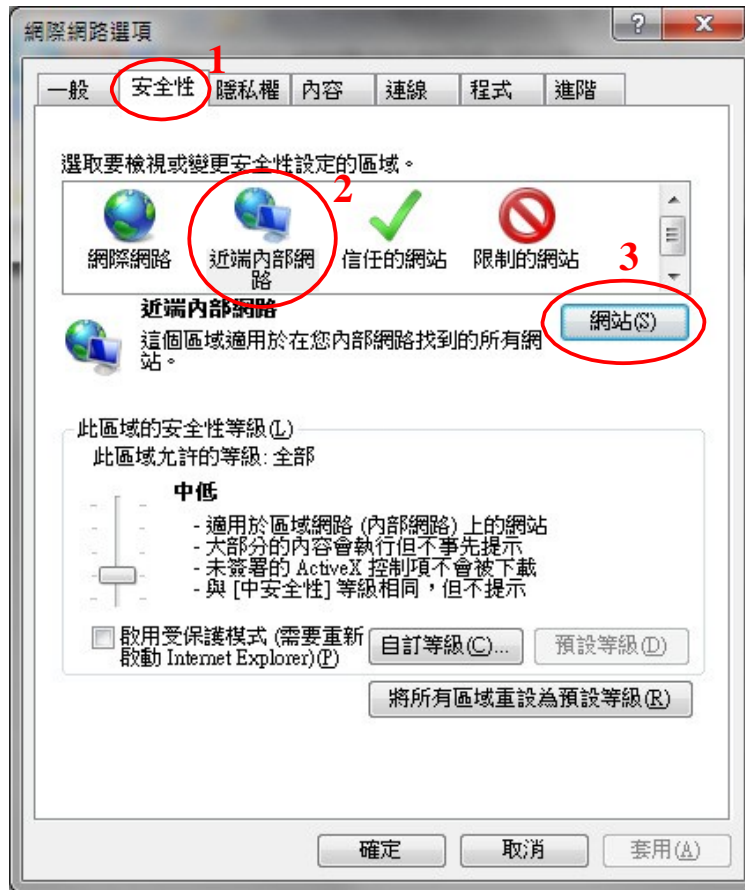 網際網路選項
?
X
1
一般
安全性
隱私權
內容
連線
程式
進階
選取要檢視或變更安全性設定的區域。
2
網際網路
近端內部網
路
信任的網站
限制的網站
3
近端內部網路
這個區域適用於在您內部網路找到的所有網
站。
網站(S)
此區域的安全性等級(L)
此區域允許的等級: 全部
中低
- 適用於區域網路 (內部網路) 上的網站
- 大部分的內容會執行但不事先提示
- 未簽署的 ActiveX 控制項不會被下載
- 與 [中安全性] 等級相同，但不提示
啟用受保護模式 (需要重新
啟動 Internet Explorer)(P)
自訂等級(C)...
預設等級(D)
將所有區域重設為預設等級(R)
確定
取消
套用(A)